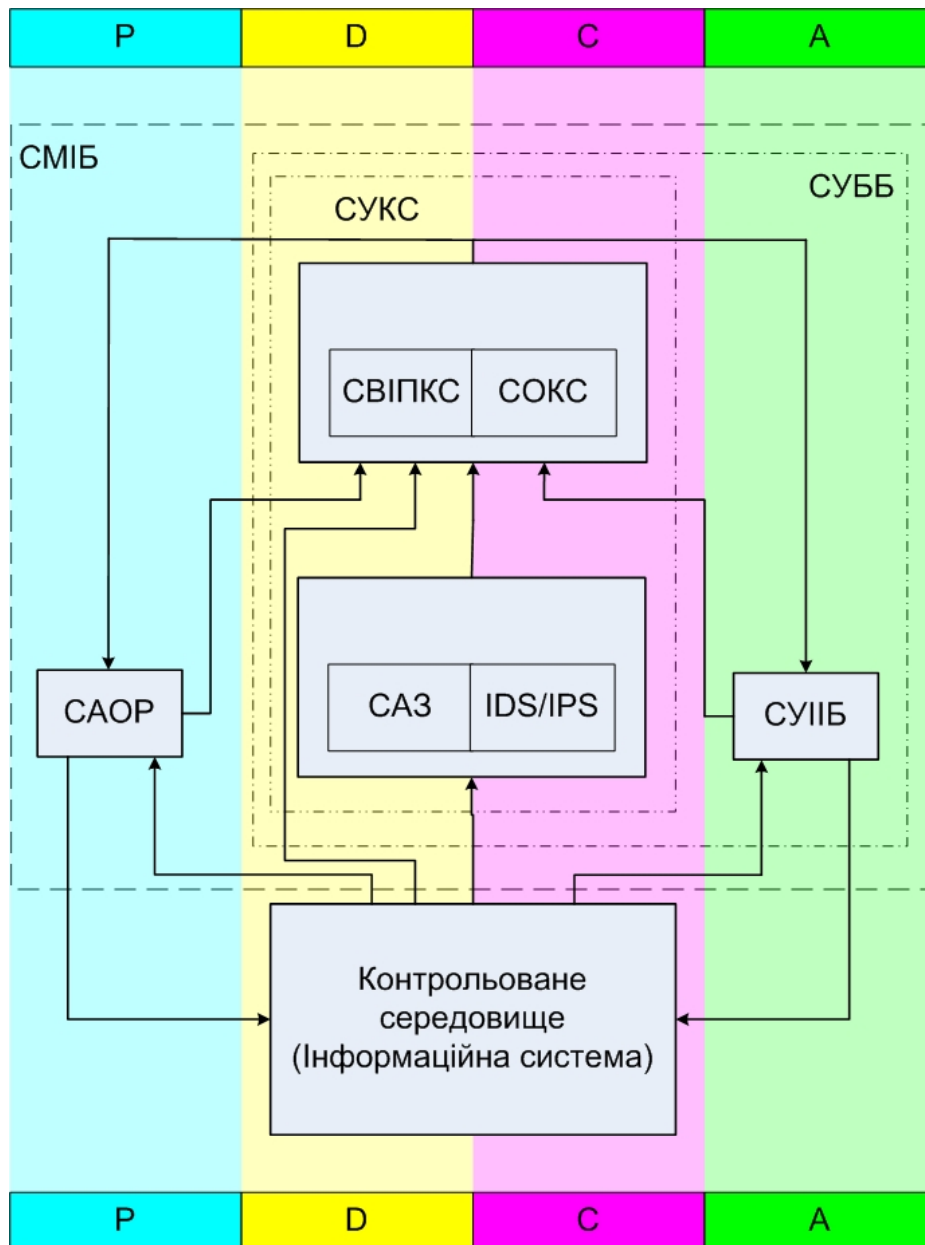 P D C A
СМІБ
СУББ
СУКС
СВІПКС СОКС
САОР
САЗ IDS/IPS
СУІІБ
Контрольоване
середовище
(Інформаційна система)
P D C A